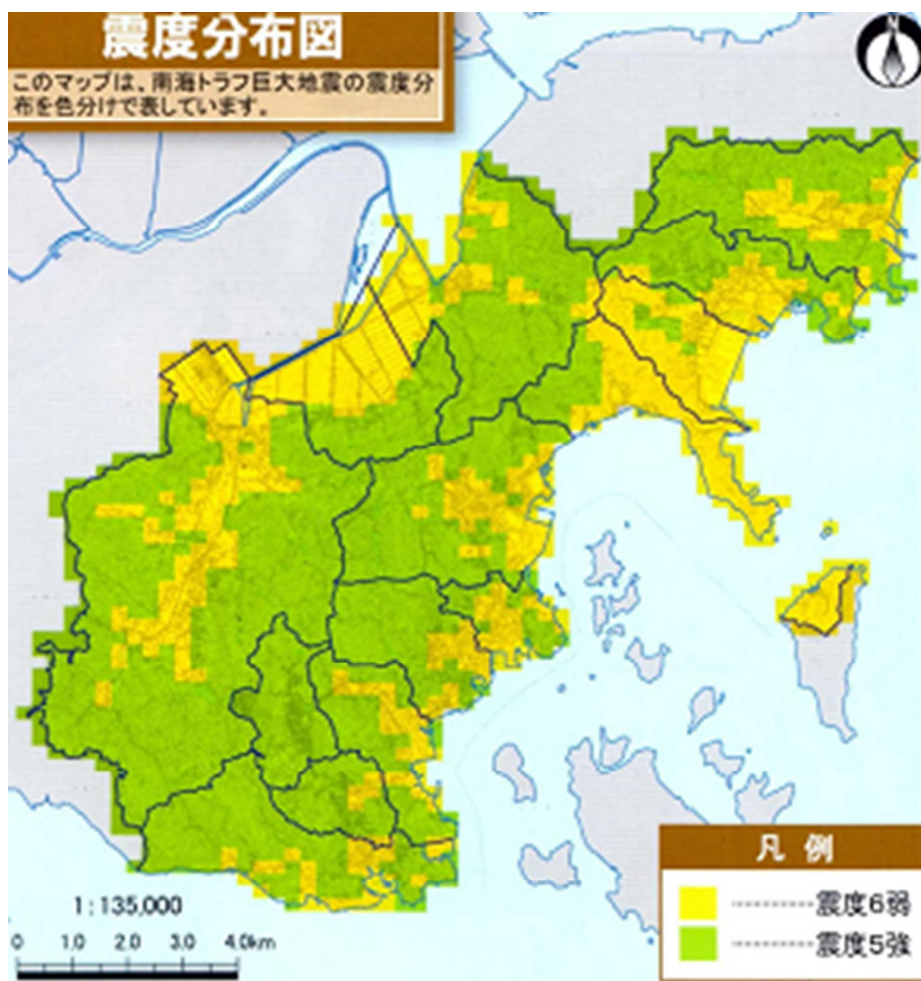 震度分布図
このマップは、南海トラフ巨大地震の震度分
布を色分けで表しています。
N
1:135,000
0 1.0 2.0 3.0 4.0km
凡例
震度6弱
震度5強